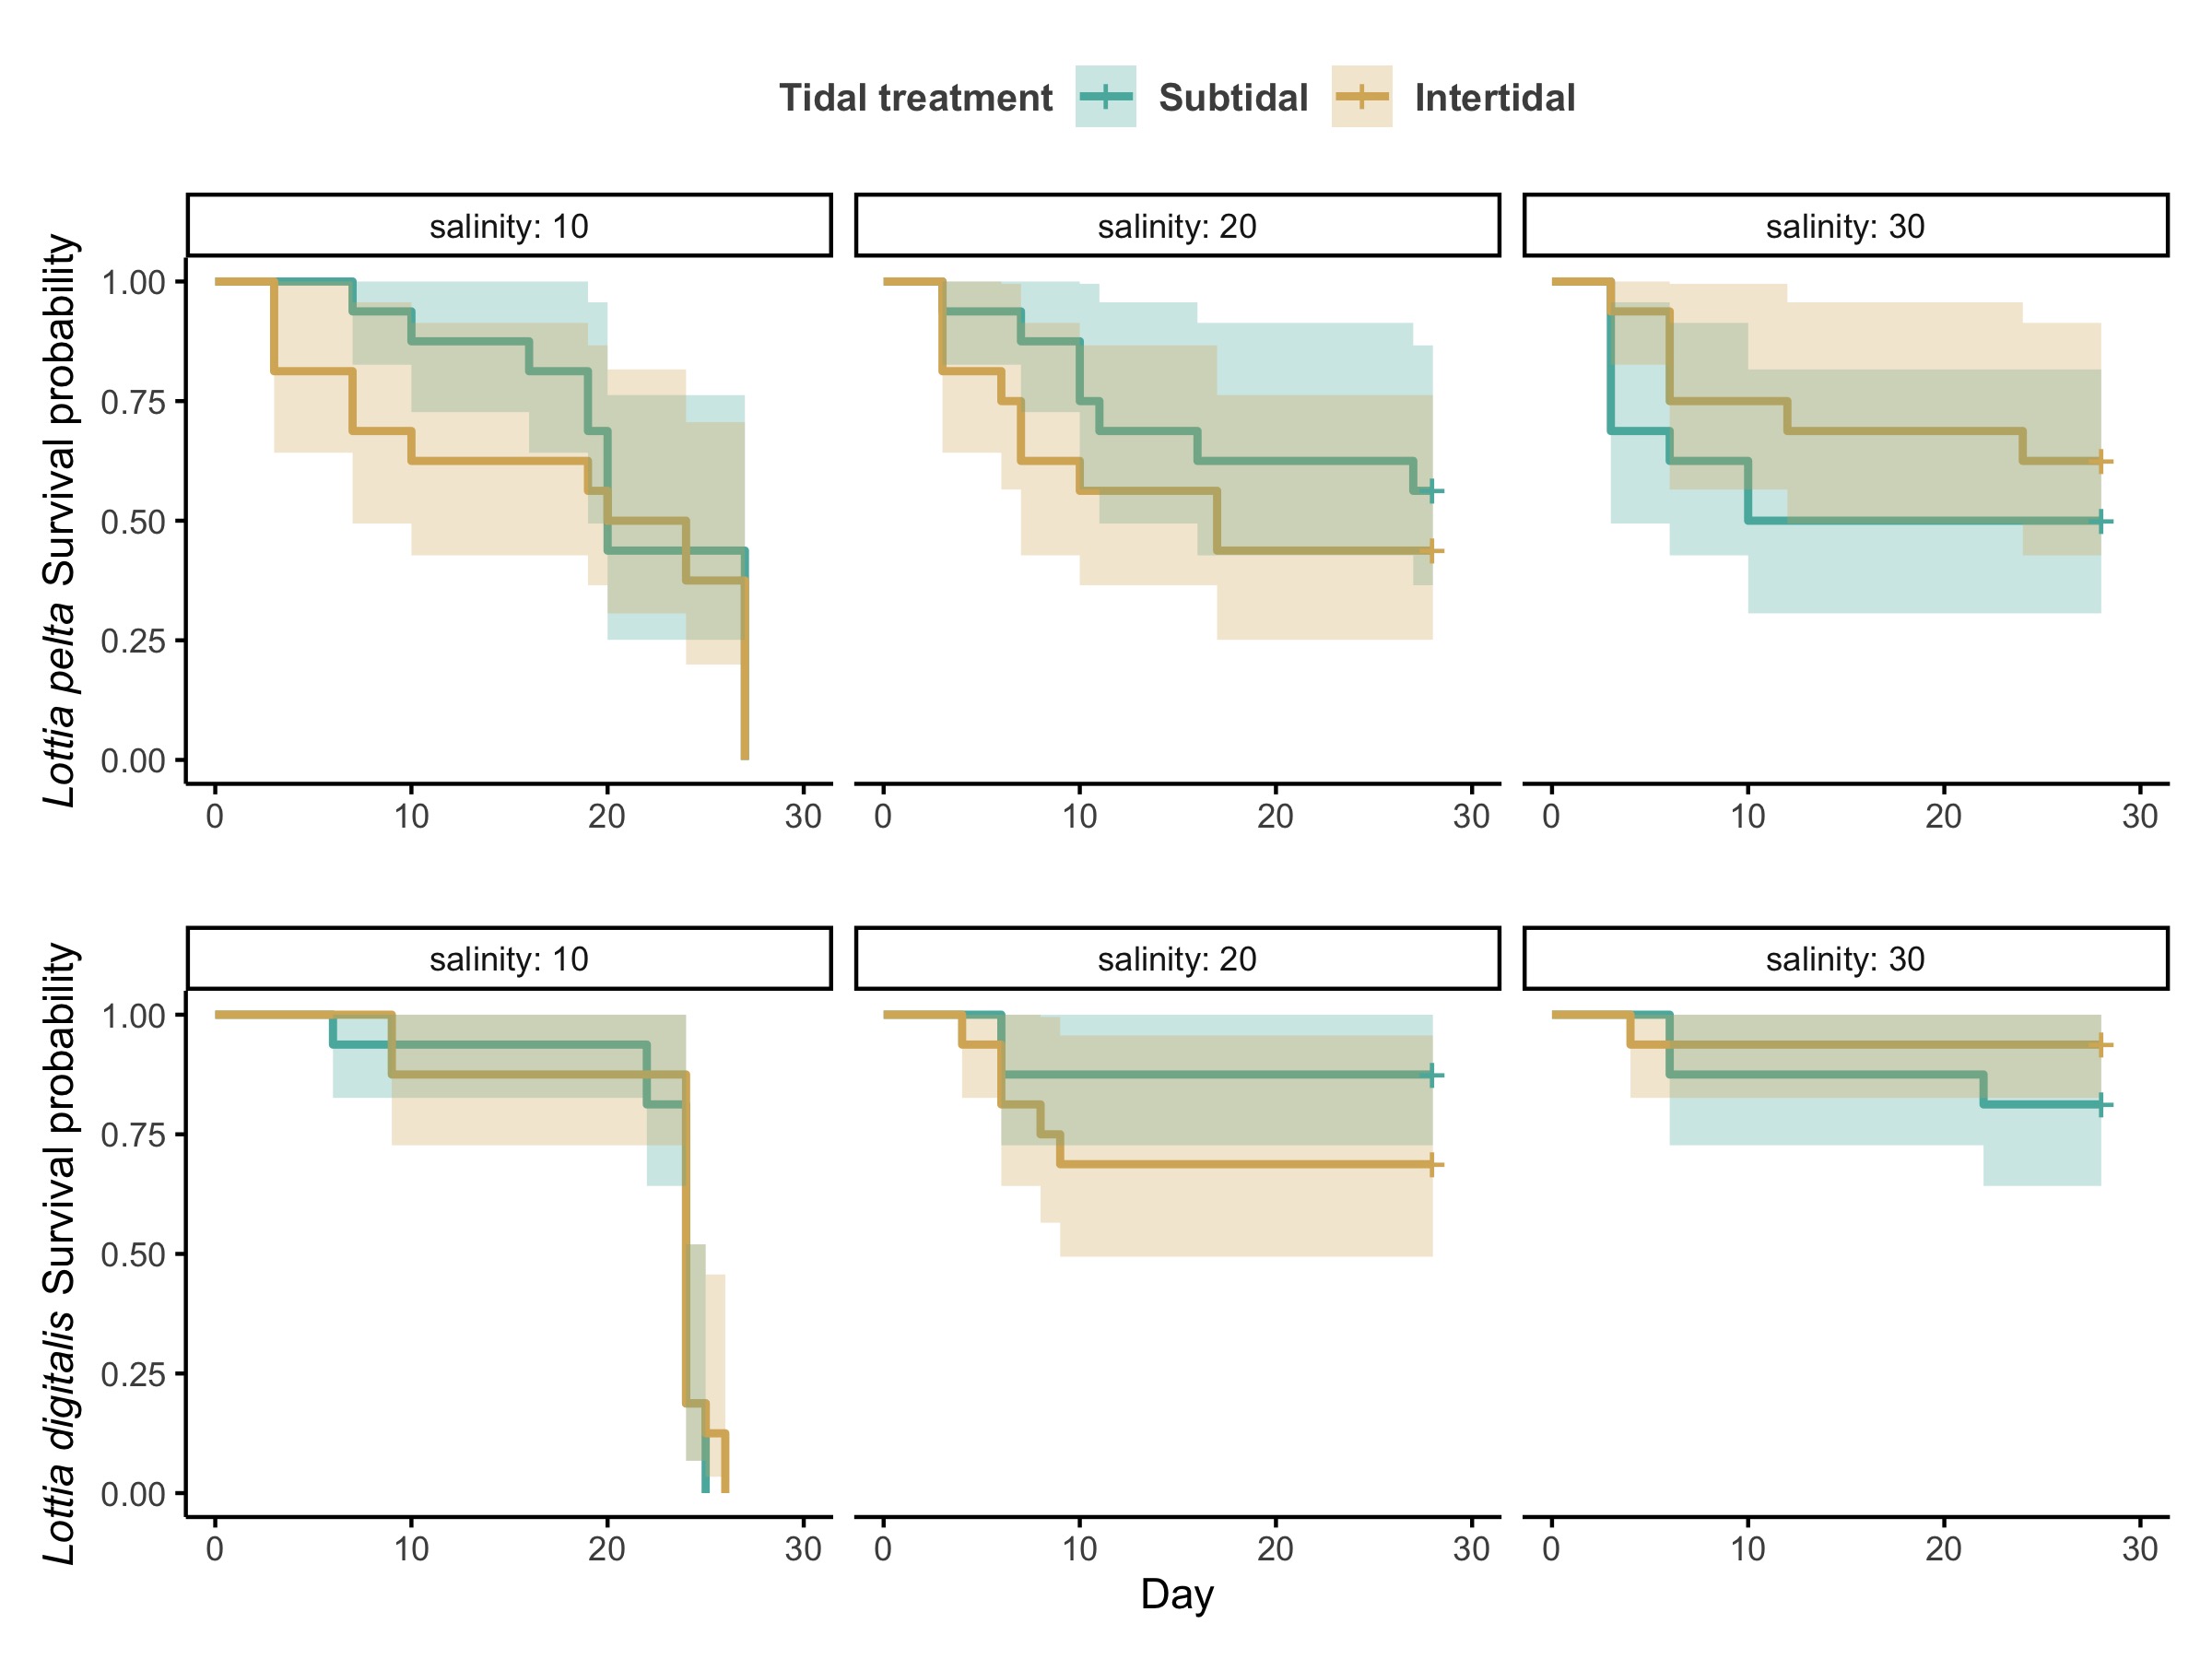 Tidal treatment Subtidal Intertidal
Lottia pelta Survival probability
salinity: 10 salinity: 20 salinity: 30
1.00
0.75
0.50
0.25
0.00
0 10 20 30 0 10 20 30 0 10 20 30
Lottia digitalis Survival probability
salinity: 10 salinity: 20 salinity: 30
1.00
0.75
0.50
0.25
0.00
0 10 20 30 0 10 20 30 0 10 20 30
Day